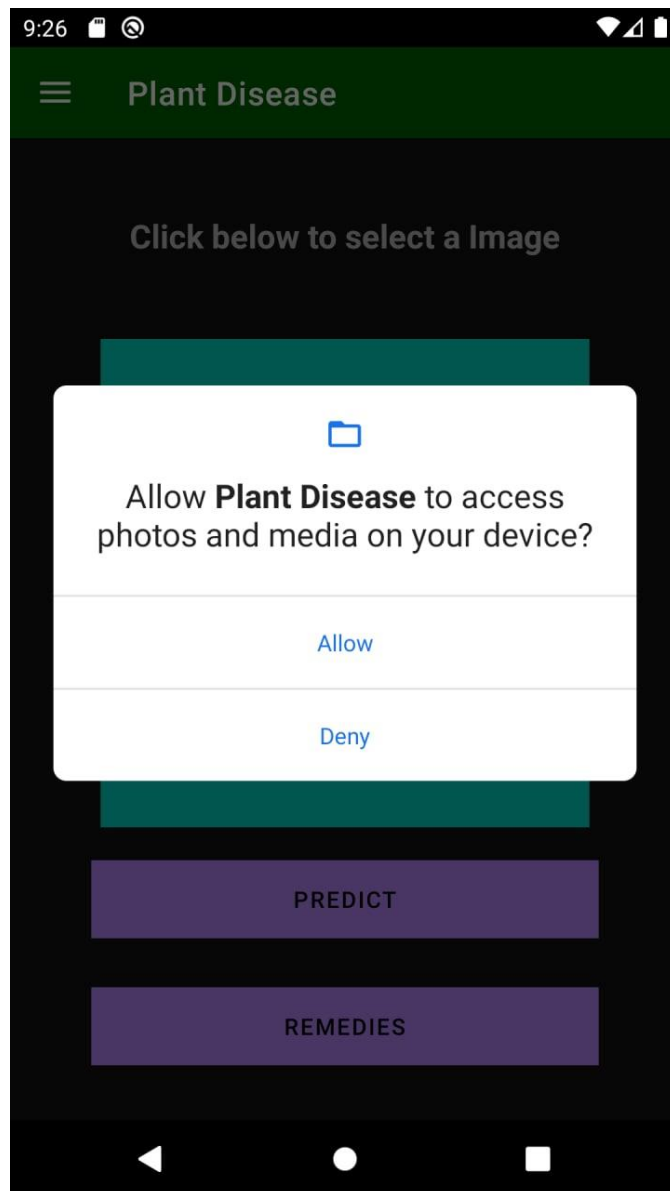 9:26
Plant Disease
Click below to select a Image
Allow Plant Disease to access
photos and media on your device?
Allow
Deny
PREDICT
REMEDIES